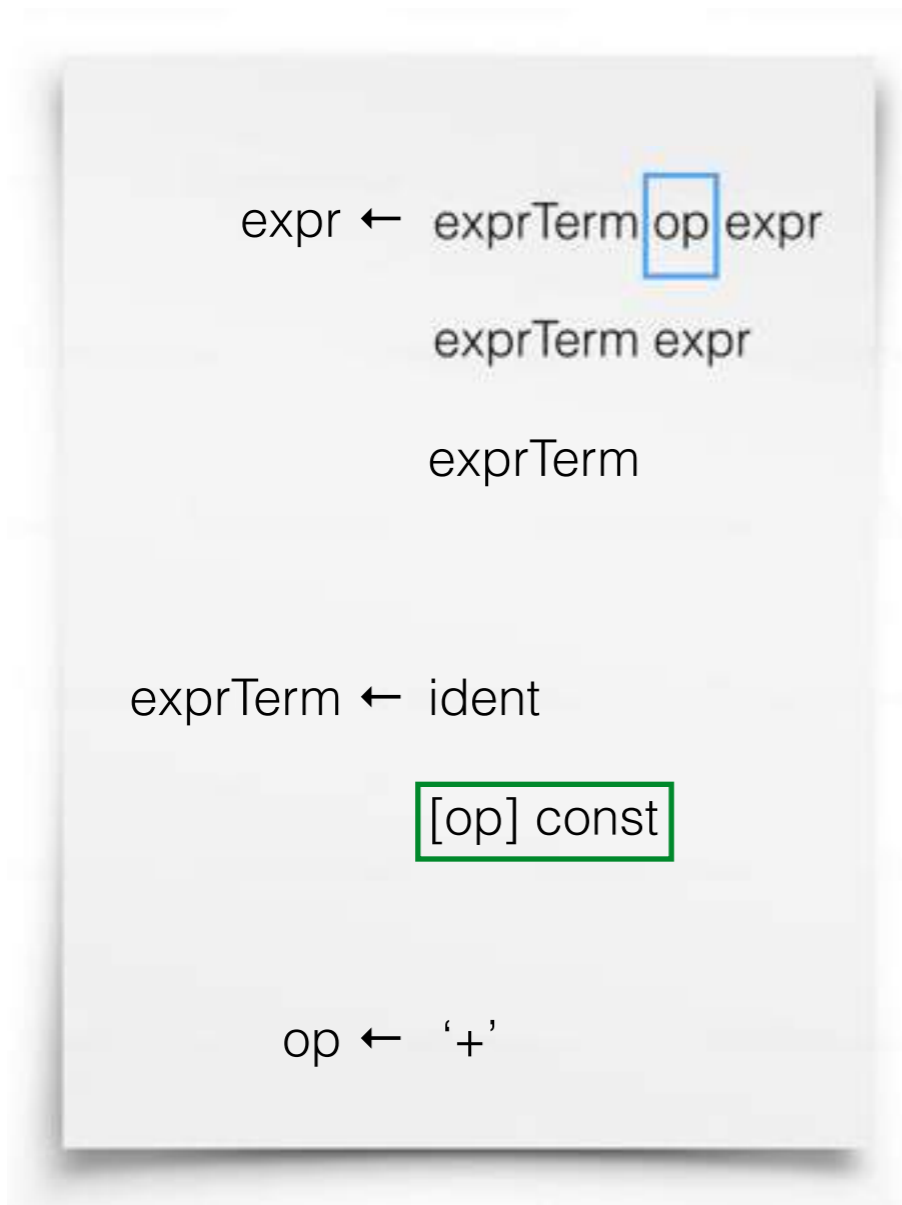 expr ← exprTerm op expr
exprTerm expr
exprTerm
exprTerm ← ident
[op] const
op ← ‘+’